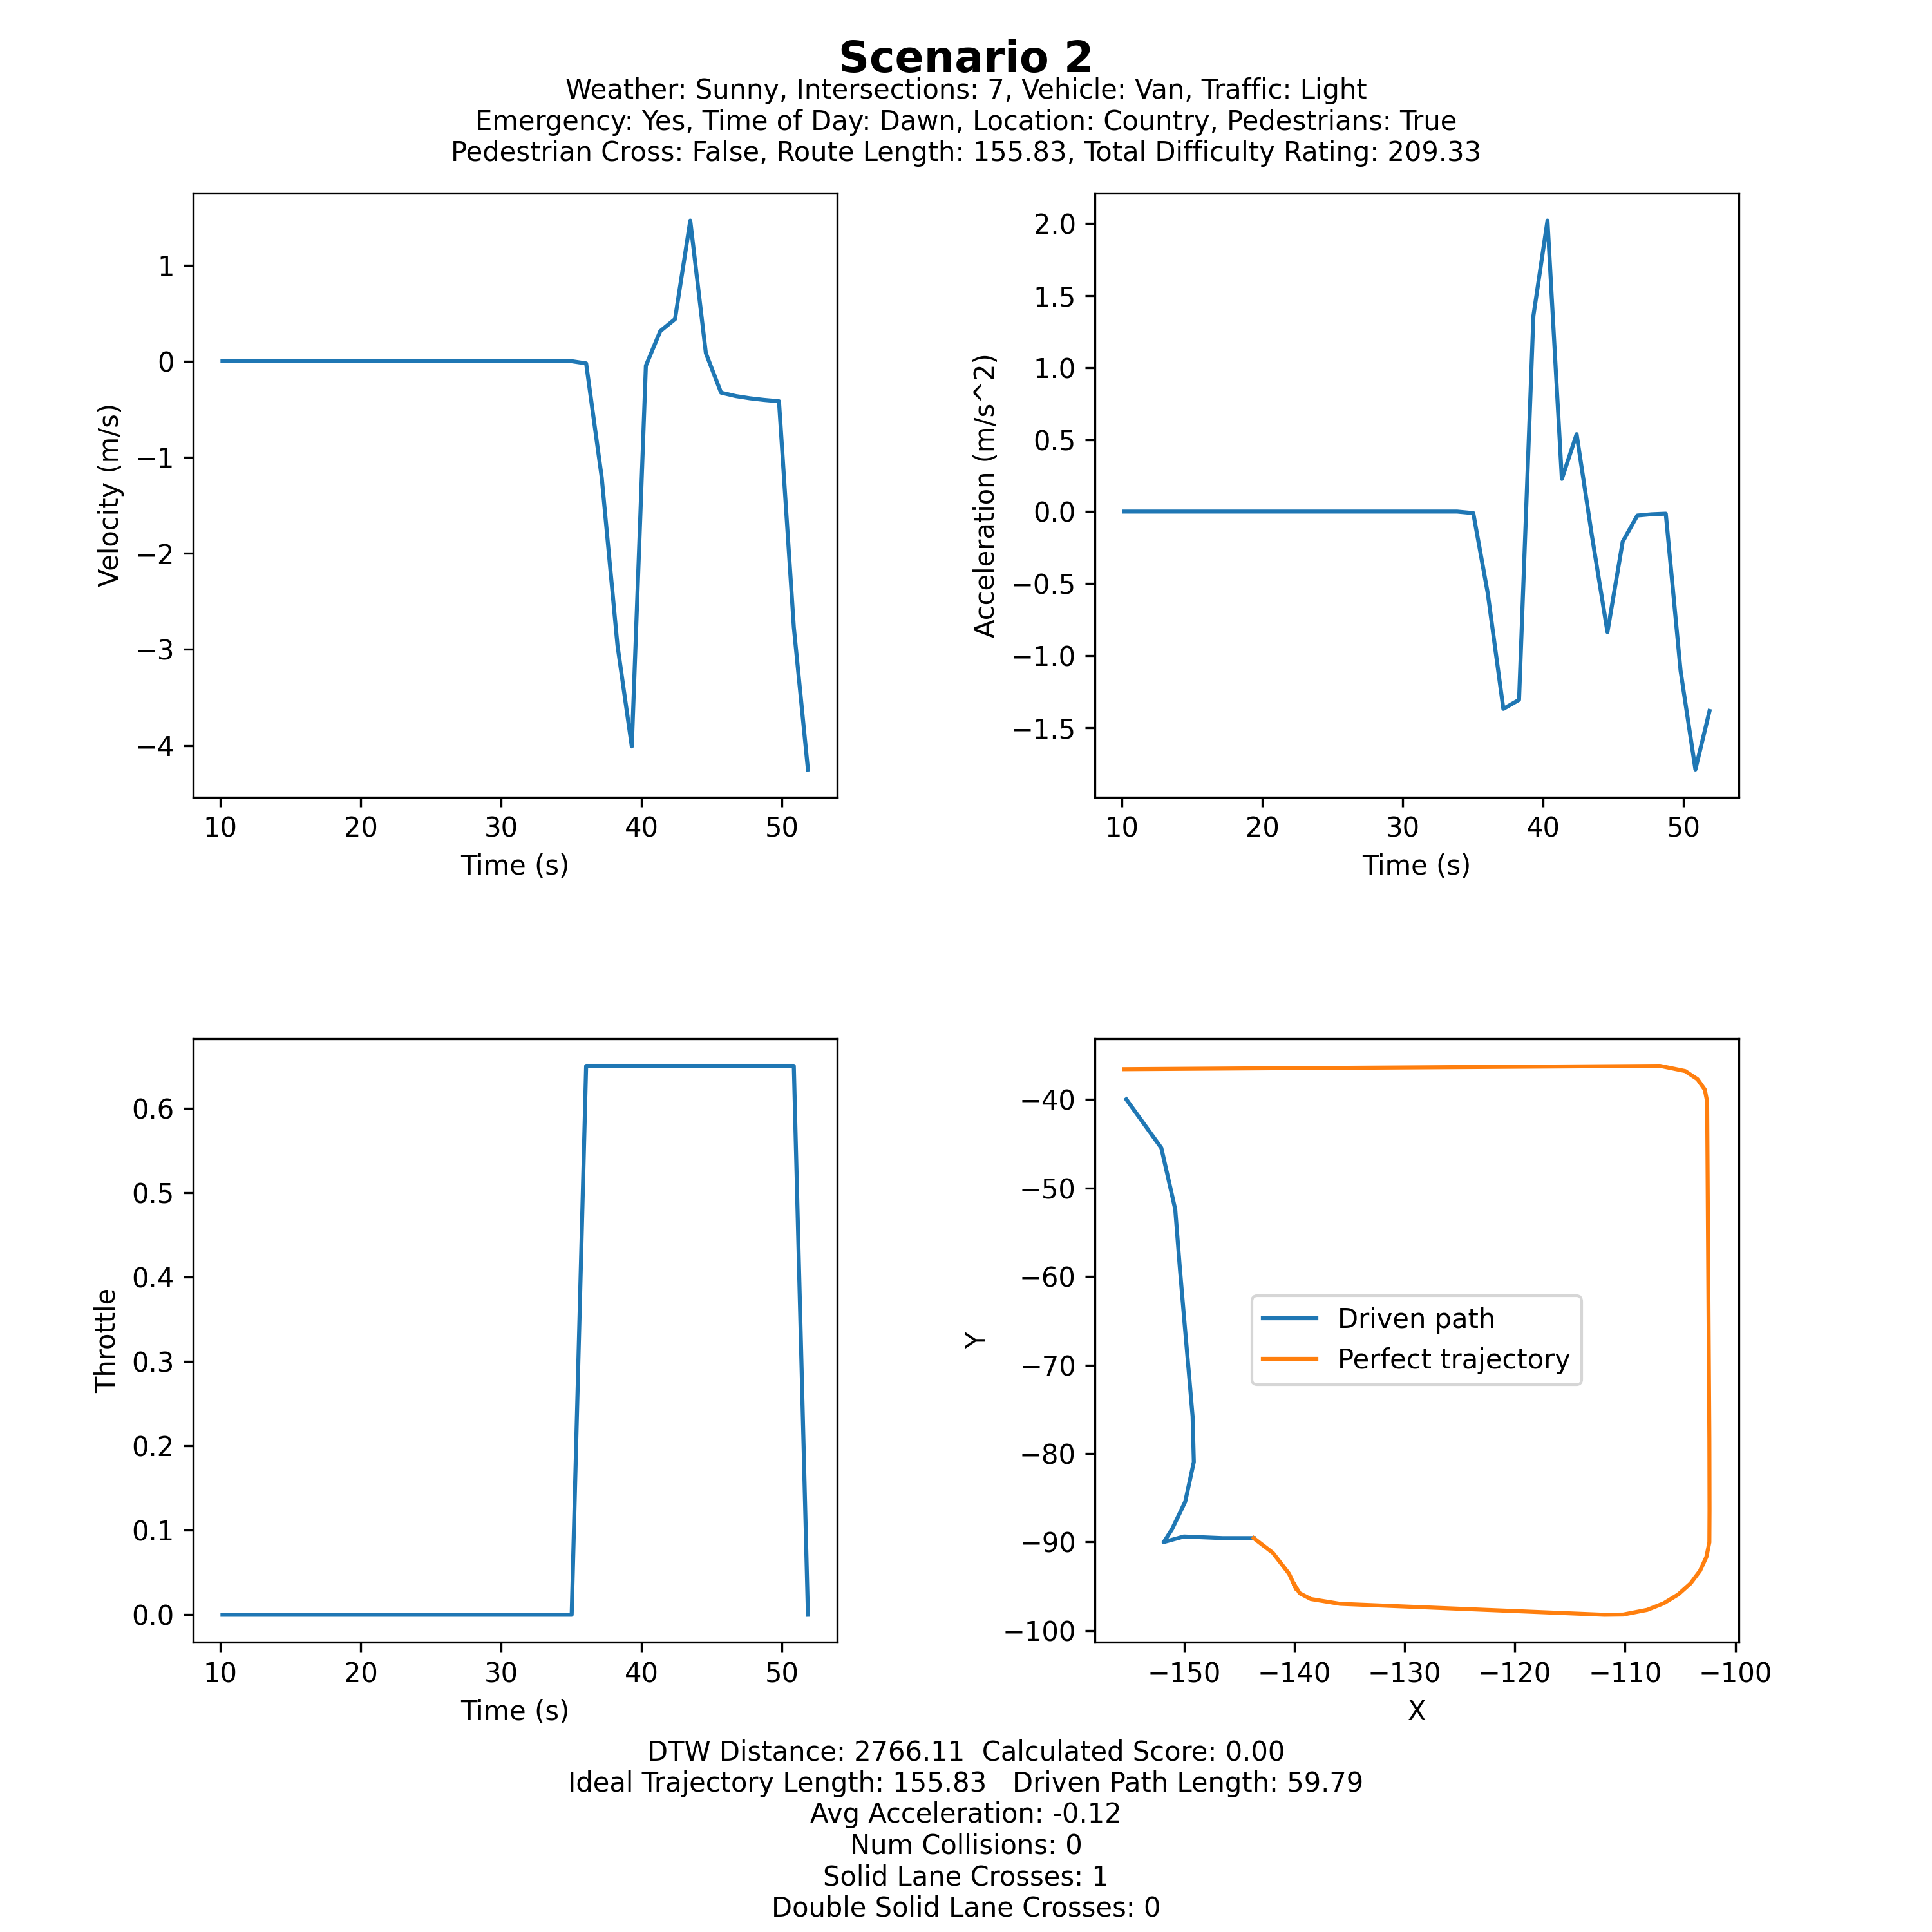 Scenario 2
Weather: Sunny, Intersections: 7, Vehicle: Van, Traffic: Light
Emergency: Yes, Time of Day: Dawn, Location: Country, Pedestrians: True
Pedestrian Cross: False, Route Length: 155.83, Total Difficulty Rating: 209.33
Velocity (m/s)
1
0
−1
−2
−3
−4
10 20 30 40 50
Time (s)
Acceleration (m/s^2)
2.0
1.5
1.0
0.5
0.0
−0.5
−1.0
−1.5
10 20 30 40 50
Time (s)
Throttle
0.6
0.5
0.4
0.3
0.2
0.1
0.0
10 20 30 40 50
Time (s)
Y
−40
−50
−60
−70
−80
−90
−100
Driven path
Perfect trajectory
−150 −140 −130 −120 −110 −100
X
DTW Distance: 2766.11  Calculated Score: 0.00
Ideal Trajectory Length: 155.83   Driven Path Length: 59.79
Avg Acceleration: -0.12
Num Collisions: 0
Solid Lane Crosses: 1
Double Solid Lane Crosses: 0